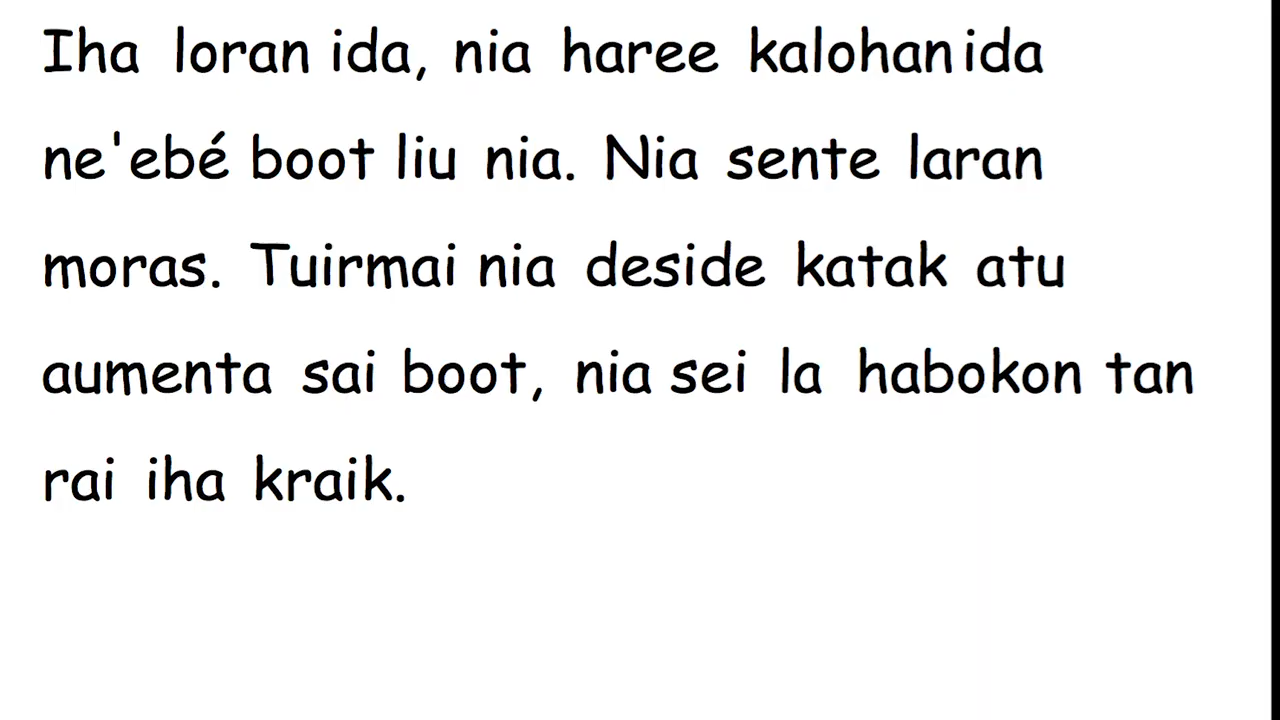 Iha loran ida, nia haree kalohan ida
ne'ebé boot liu nia. Nia sente laran
moras. Tuirmai nia deside katak atu
aumenta sai boot, nia sei la habokon tan
rai iha kraik.